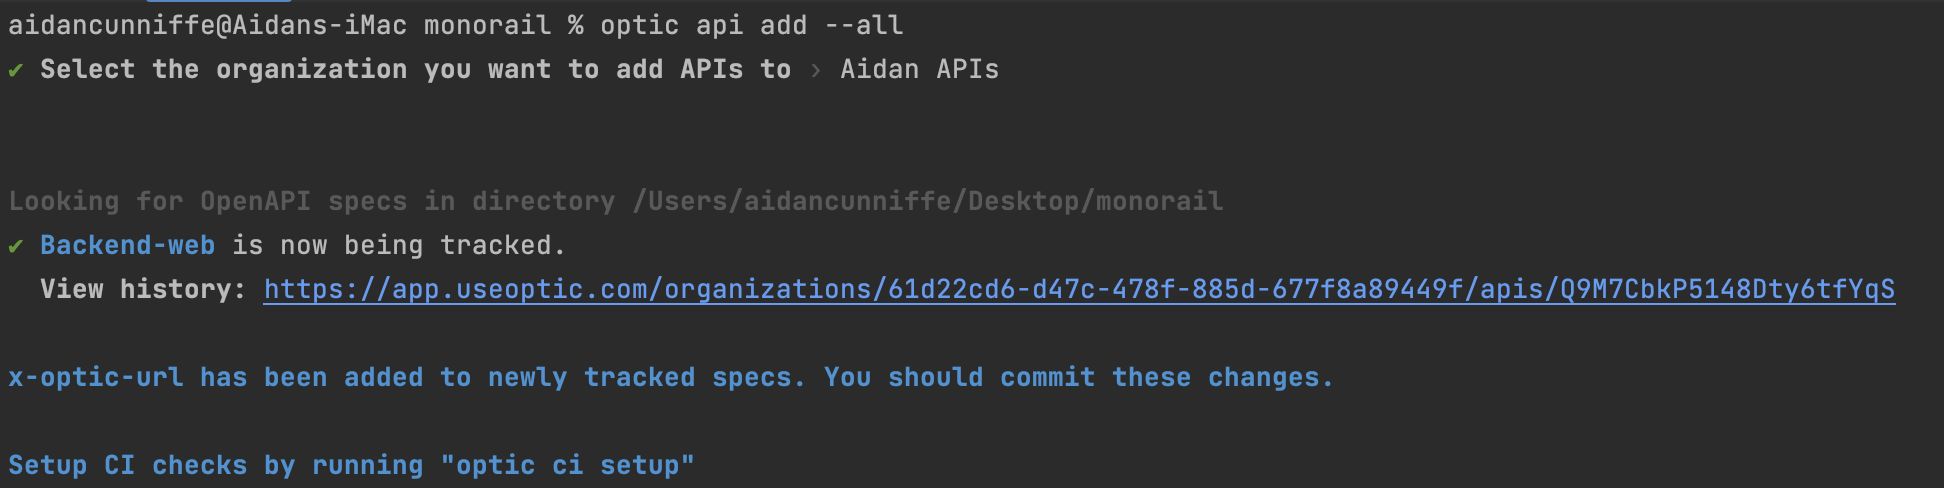 aidancunniffe@Aidans-iMac monorail % optic api add --all
✔ Select the organization you want to add APIs to › Aidan APIs
Looking for OpenAPI specs in directory /Users/aidancunniffe/Desktop/monorail
✔ Backend-web is now being tracked.
View history: https://app.useoptic.com/organizations/61d22cd6-d47c-478f-885d-677f8a89449f/apis/Q9M7CbkP5148Dty6tfYqS
x-optic-url has been added to newly tracked specs. You should commit these changes.
Setup CI checks by running "optic ci setup"